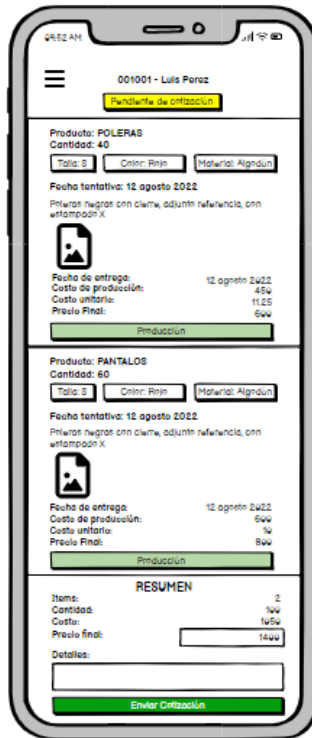 09:52 AM
001001 - Luis Perez
Pendiente de cotización
Producto: POLERAS
Cantidad: 40
Talla: S Color: Rojo Material: Algodón
Fecha tentativa: 12 agosto 2022
Poleras negras con cierre, adjunto referencia, con
estampado X
Fecha de entrega: 12 agosto 2022
Costo de producción: 450
Costo unitario: 11.25
Precio Final: 600
Producción
Producto: PANTALOS
Cantidad: 60
Talla: S Color: Rojo Material: Algodón
Fecha tentativa: 12 agosto 2022
Poleras negras con cierre, adjunto referencia, con
estampado X
Fecha de entrega: 12 agosto 2022
Costo de producción: 600
Costo unitario: 10
Precio Final: 800
Producción
RESUMEN
Items: 2
Cantidad: 100
Costo: 1050
Precio final: 1400
Detalles:
Enviar Cotización